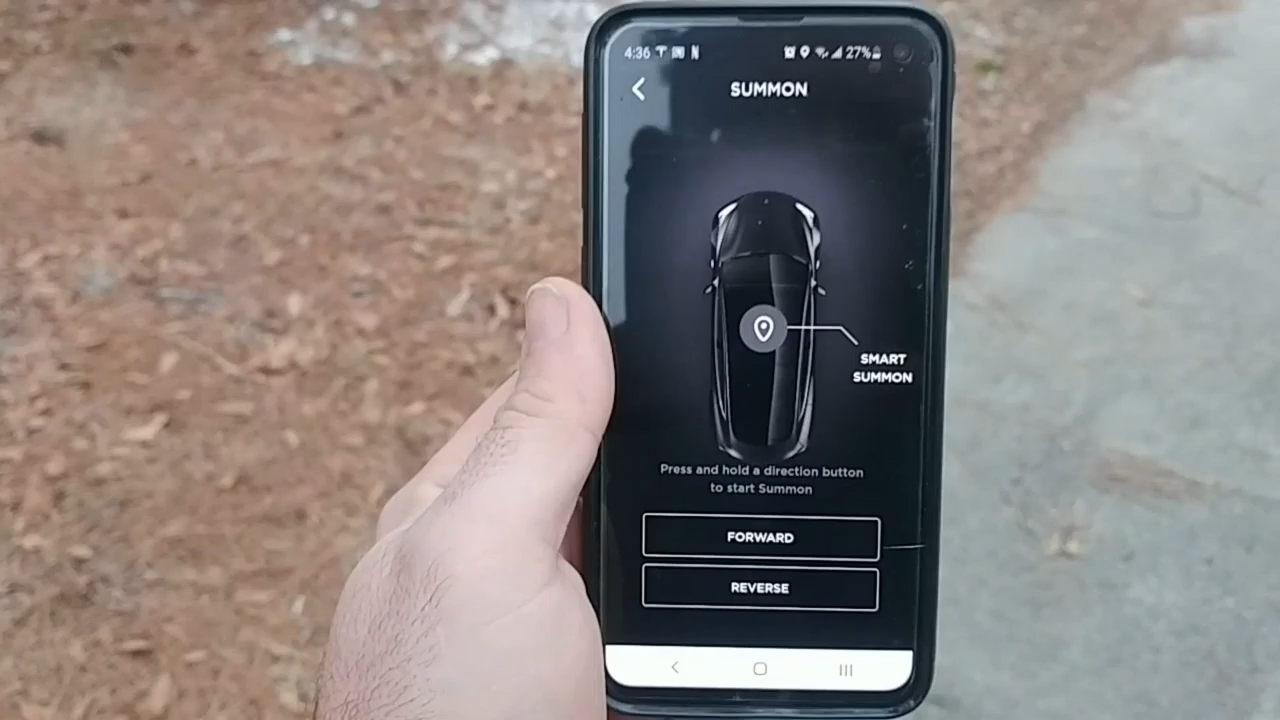 4:36 27%
SUMMON
SMART
SUMMON
Press and hold a direction button
to start Summon
FORWARD
REVERSE